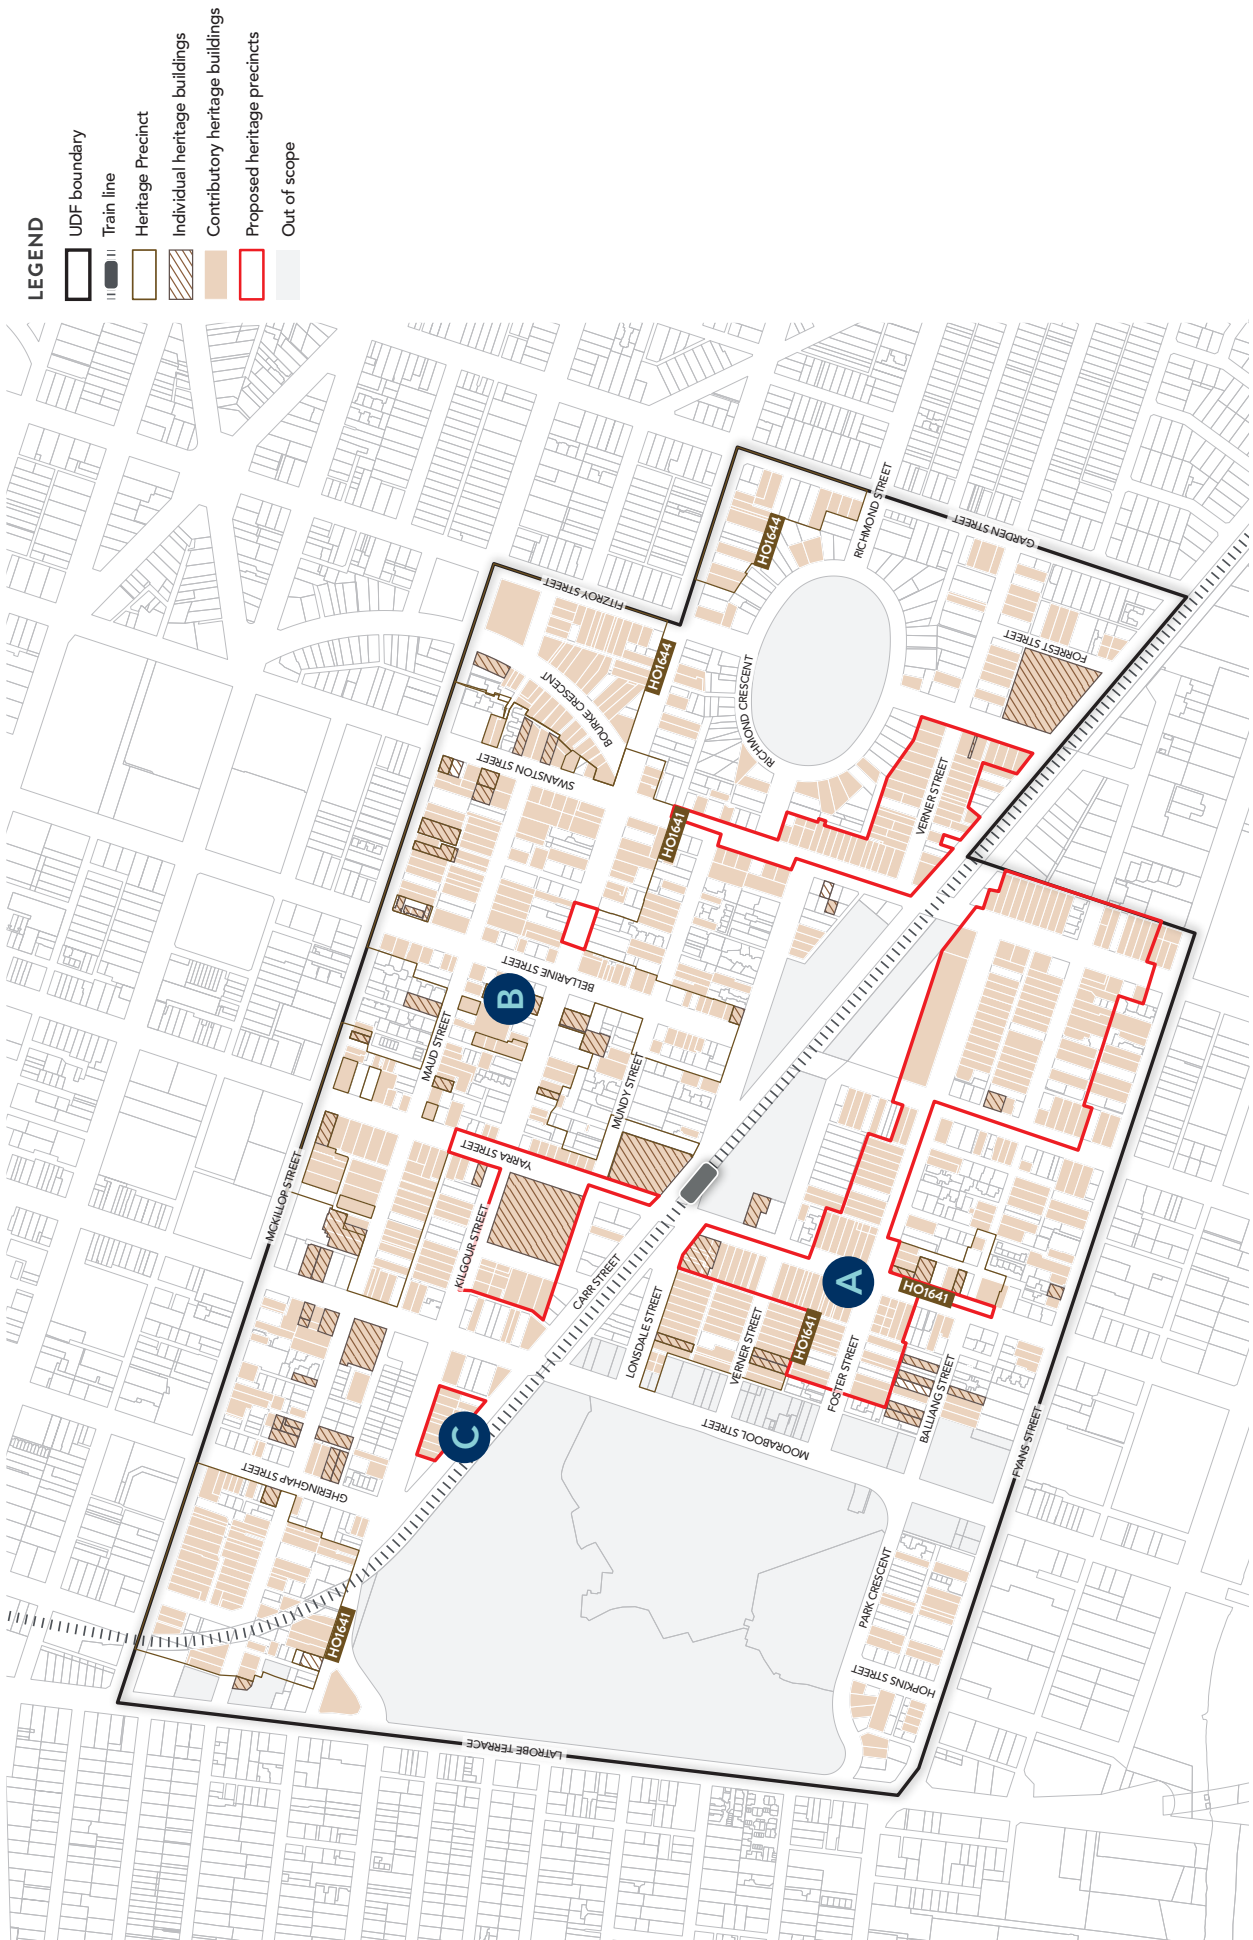 LEGEND
UDF boundary
Train line
Heritage Precinct
Individual heritage buildings
Contributory heritage buildings
Proposed heritage precincts
Out of scope
LATROBE TERRACE
HO1641
GHERINGHAP STREET
MCKILLOP STREET
C
KILGOUR STREET
CARR STREET
YARRA STREET
MAUD STREET
MUNDY STREET
B
BELLARINE STREET
SWANSTON STREET
BOURKE CRESCENT
FITZROY STREET
HO1644
HO1641
HO1644
RICHMOND CRESCENT
RICHMOND STREET
GARDEN STREET
FORREST STREET
VERNER STREET
LONSDALE STREET
VERNER STREET
HO1641
A
HO1641
FOSTER STREET
BALLIANG STREET
MOORABOOL STREET
FYANS STREET
PARK CRESCENT
HOPKINS STREET